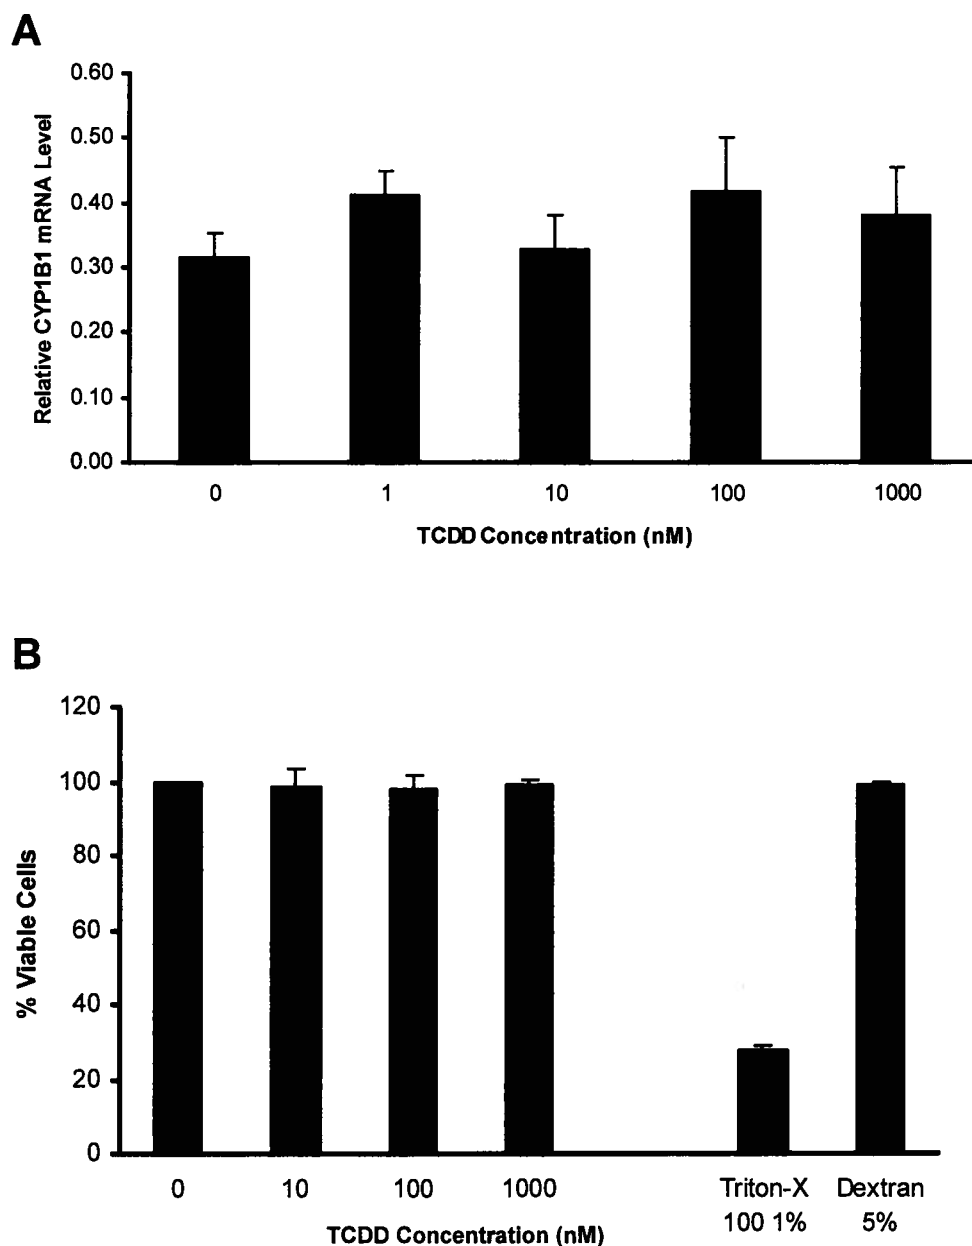 A
0.60
0.50
0.40
0.30
0.20
0.10
0.00
Relative CYP1B1 mRNA Level
0 1 10 100 1000
TCDD Concentration (nM)
B
120
100
80
60
40
20
0
% Viable Cells
0 10 100 1000 Triton-X Dextran
100 1% 5%
TCDD Concentration (nM)